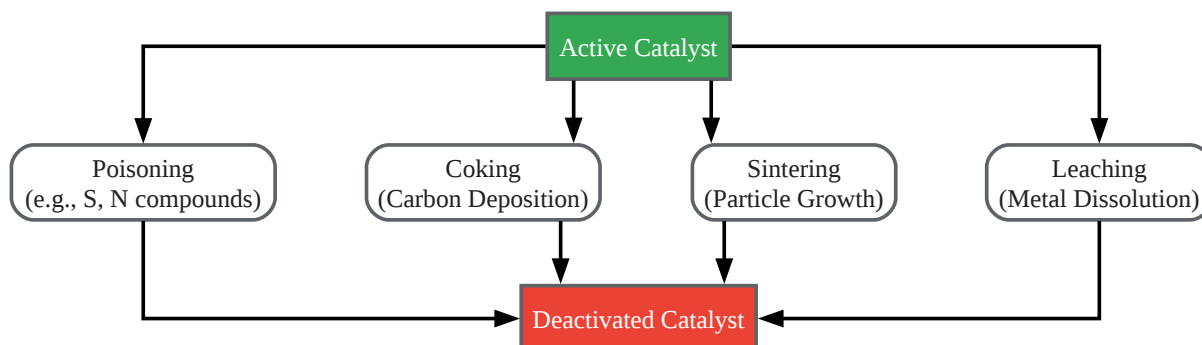 Active Catalyst
Poisoning
(e.g., S, N compounds)
Coking
(Carbon Deposition)
Sintering
(Particle Growth)
Leaching
(Metal Dissolution)
Deactivated Catalyst